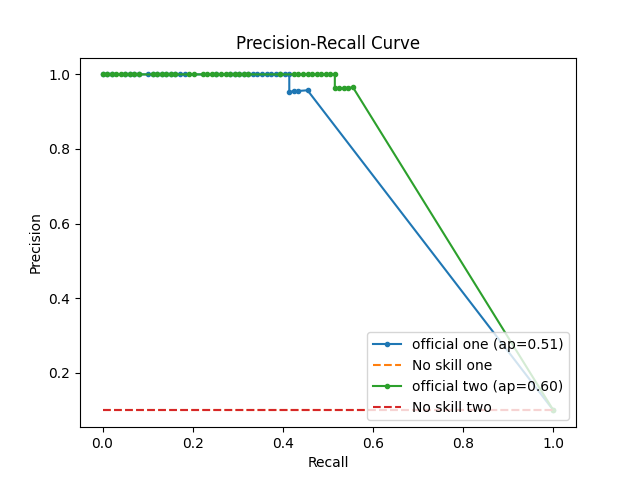 Precision-Recall Curve
1.0
0.8
0.6
0.4
0.2
Precision
official one (ap=0.51)
No skill one
official two (ap=0.60)
No skill two
0.0
0.2
0.4
0.6
0.8
1.0
Recall